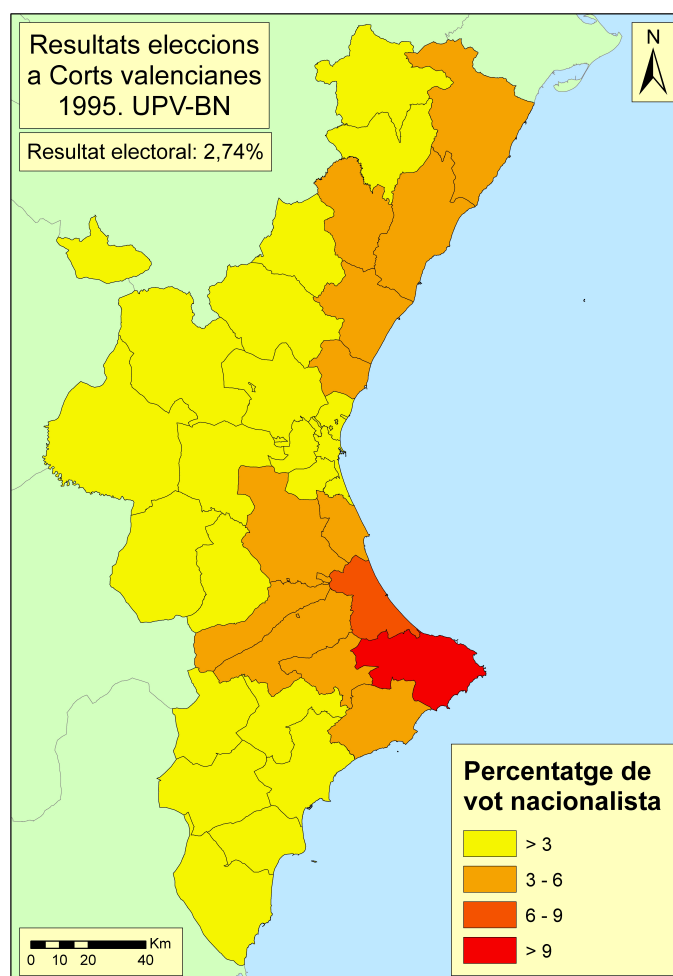 Resultats eleccions
a Corts valencianes
1995. UPV-BN
Resultat electoral: 2,74%
N
Percentatge de
vot nacionalista
> 3
3 - 6
6 - 9
> 9
Km
0 10 20 40